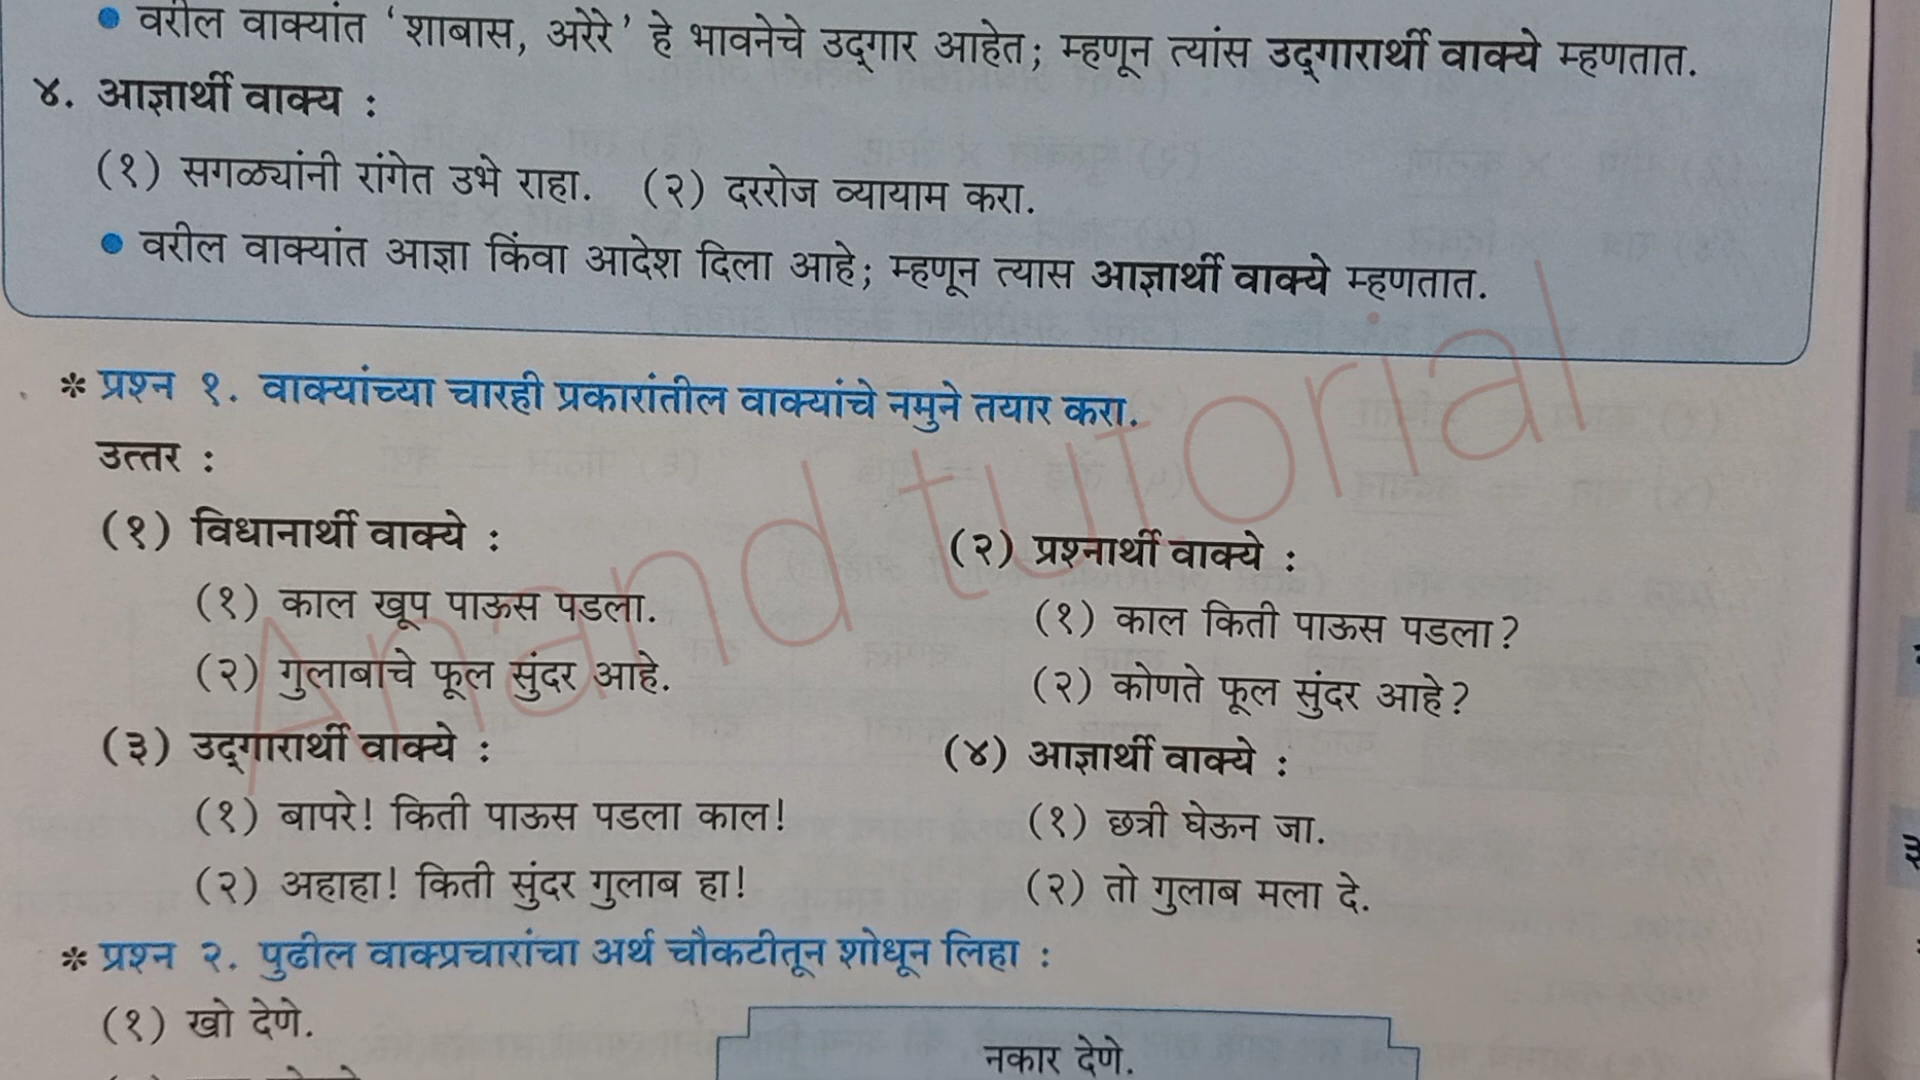 • वरील वाक्यांत ‘शाबास, अरेरे’ हे भावनेचे उद्‌गार आहेत; म्हणून त्यांस उद्‌गारार्थी वाक्ये म्हणतात.
४. आज्ञार्थी वाक्य :
(१) सगळ्यांनी रांगेत उभे राहा. (२) दररोज व्यायाम करा.
• वरील वाक्यांत आज्ञा किंवा आदेश दिला आहे; म्हणून त्यास आज्ञार्थी वाक्ये म्हणतात.
* प्रश्न १. वाक्यांच्या चारही प्रकारांतील वाक्यांचे नमुने तयार करा.
उत्तर :
(१) विधानार्थी वाक्ये :
(१) काल खूप पाऊस पडला.
(२) गुलाबाचे फूल सुंदर आहे.
(२) प्रश्नार्थी वाक्ये :
(१) काल किती पाऊस पडला?
(२) कोणते फूल सुंदर आहे?
(३) उद्‌गारार्थी वाक्ये :
(१) बापरे! किती पाऊस पडला काल!
(२) अहाहा! किती सुंदर गुलाब हा!
(४) आज्ञार्थी वाक्ये :
(१) छत्री घेऊन जा.
(२) तो गुलाब मला दे.
* प्रश्न २. पुढील वाक्प्रचारांचा अर्थ चौकटीतून शोधून लिहा :
(१) खो देणे.
नकार देणे.
Anand tutorial